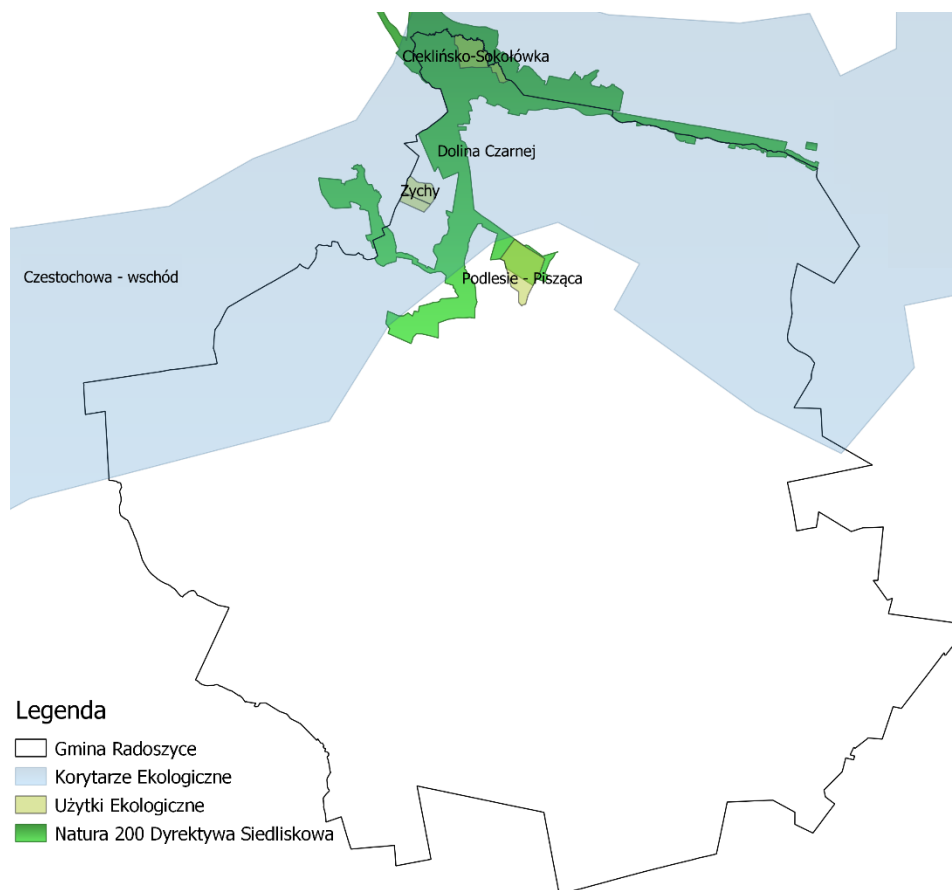 Cieklińsko-Sokołówka
Dolina Czarnej
Zychy
Czestochowa - wschód
Podlesie - Pisząca
Legenda
Gmina Radoszyce
Korytarze Ekologiczne
Użytki Ekologiczne
Natura 200 Dyrektywa Siedliskowa